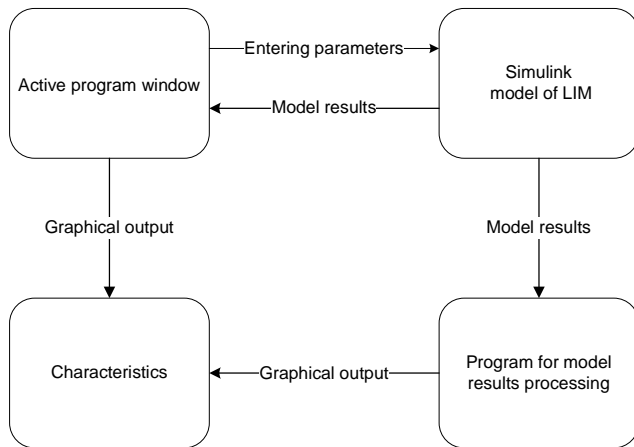 Active program window
Entering parameters
Model results
Simulink
model of LIM
Graphical output
Model results
Characteristics
Graphical output
Program for model
results processing